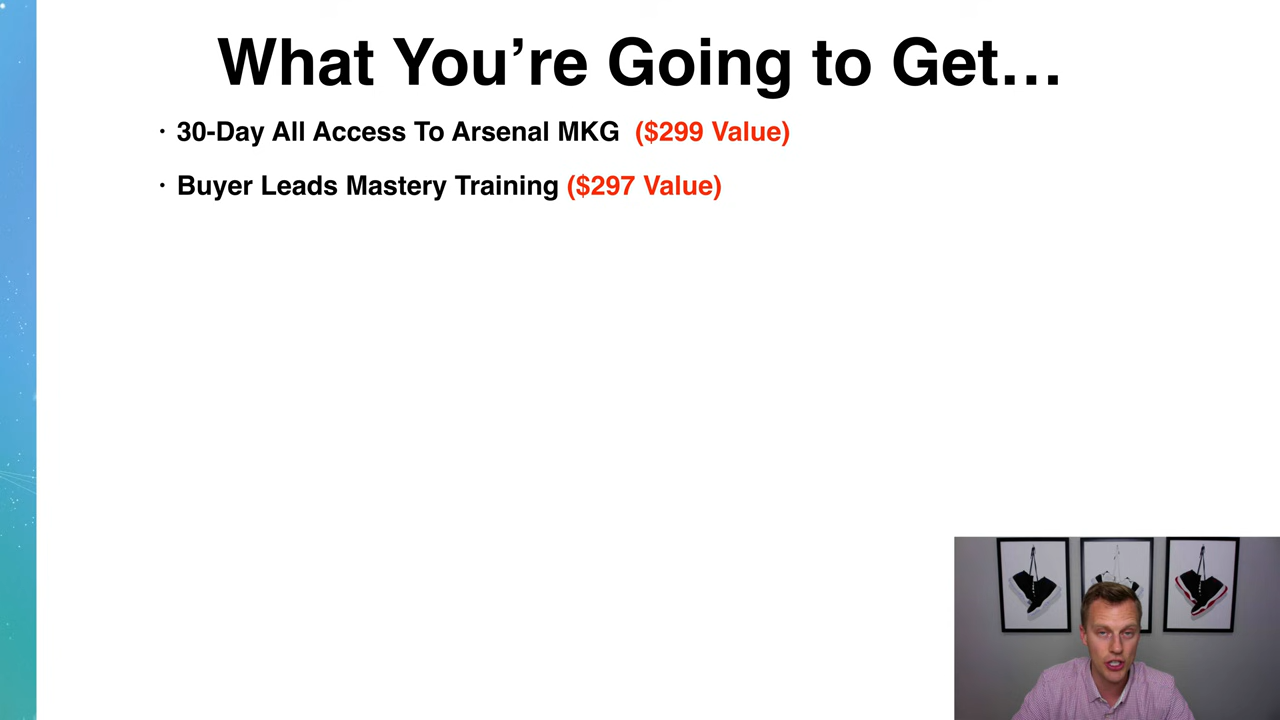 What You’re Going to Get…
• 30-Day All Access To Arsenal MKG ($299 Value)
• Buyer Leads Mastery Training ($297 Value)